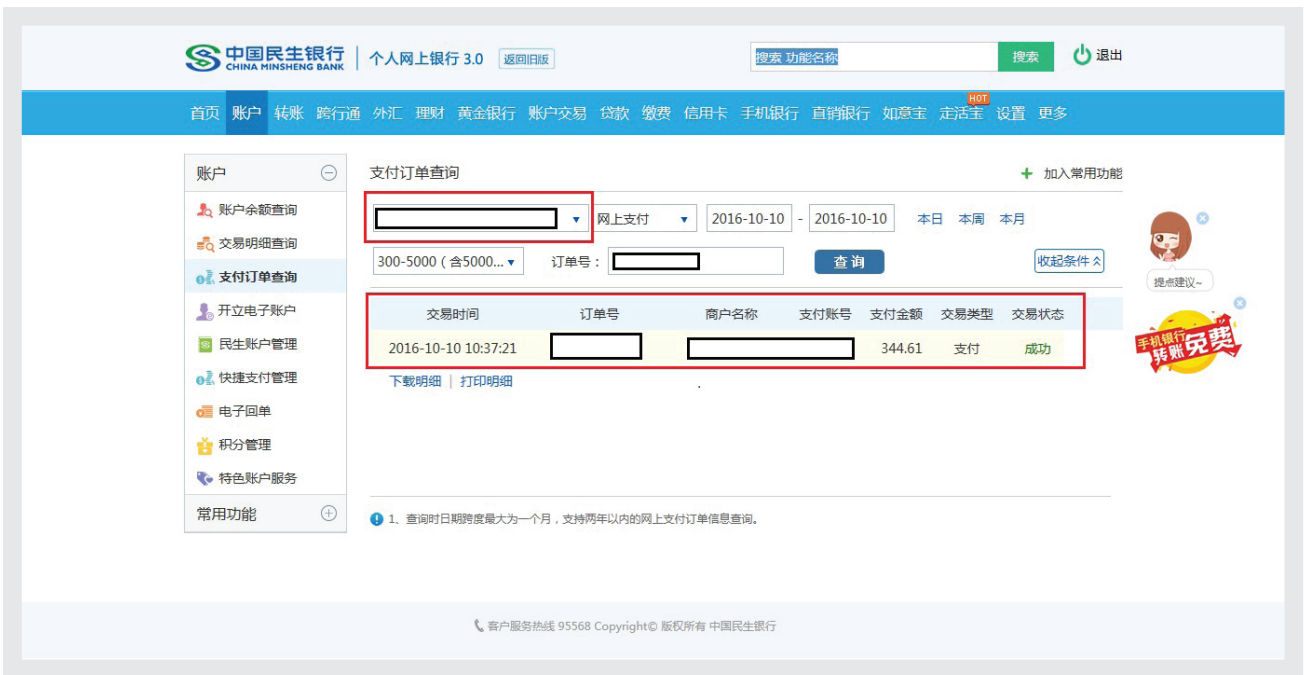 中国民生银行 CHINA MINSHENG BANK 个人网上银行 3.0 返回旧版 搜索 功能名称 搜索 退出
首页 账户 转账 跨行通 外汇 理财 黄金银行 账户交易 贷款 缴费 信用卡 手机银行 直销银行 如意宝 定活宝 HOT 设置 更多
账户
账户余额查询
交易明细查询
支付订单查询
开立电子账户
民生账户管理
快捷支付管理
电子回单
积分管理
特色账户服务
常用功能
支付订单查询 + 加入常用功能
网上支付 2016-10-10 - 2016-10-10 本日 本周 本月
300-5000 ( 含5000... 订单号： 查 询 收起条件
交易时间 订单号 商户名称 支付账号 支付金额 交易类型 交易状态
2016-10-10 10:37:21 344.61 支付 成功
下载明细 | 打印明细
1、查询时日期跨度最大为一个月，支持两年以内的网上支付订单信息查询。
提点建议~
手机银行
转账免费
客户服务热线 95568 Copyright© 版权所有 中国民生银行